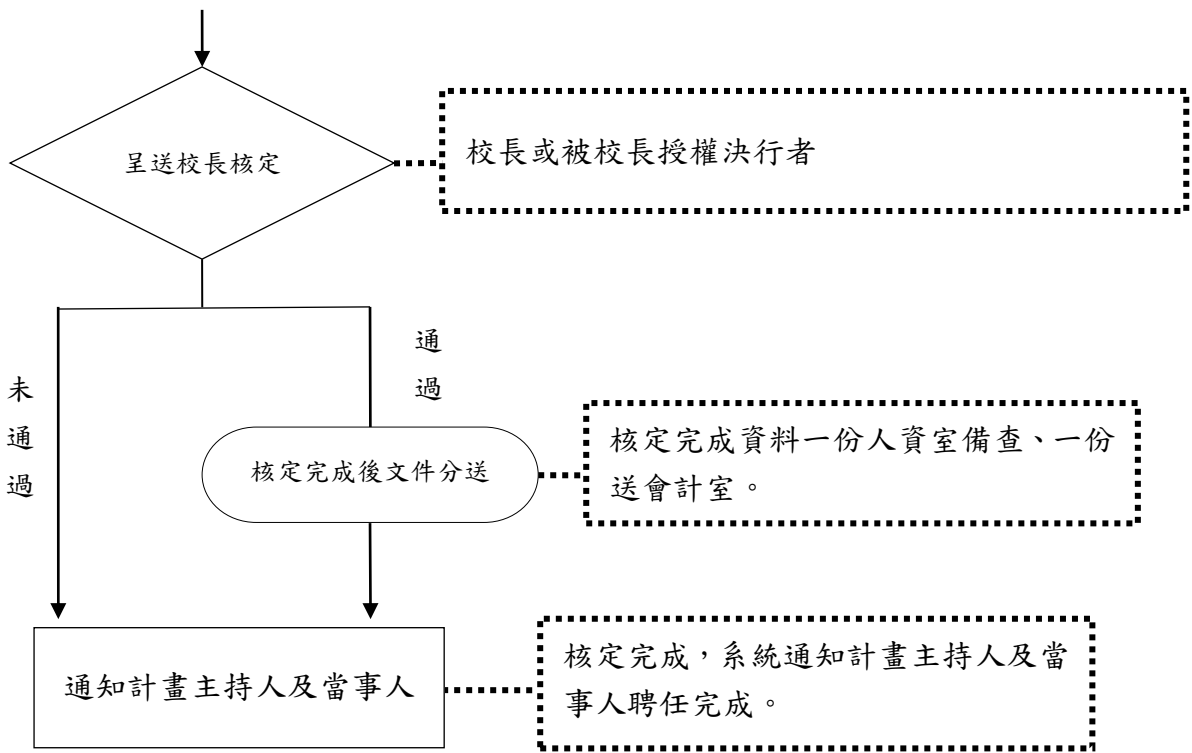 呈送校長核定
校長或被校長授權決行者
未通過
通過
核定完成後文件分送
核定完成資料一份人資室備查、一份
送會計室。
通知計畫主持人及當事人
核定完成，系統通知計畫主持人及當
事人聘任完成。